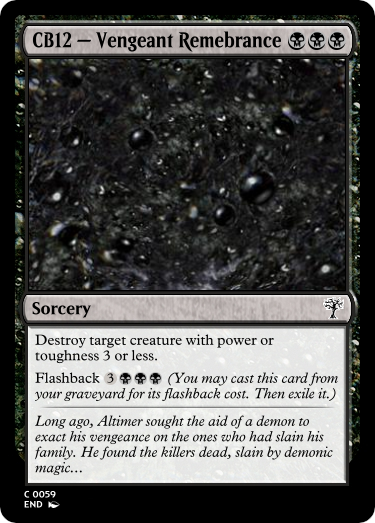 CB12 – Vengeant Remebrance
Sorcery
Destroy target creature with power or
toughness 3 or less.
Flashback 3 (You may cast this card from
your graveyard for its flashback cost. Then exile it.)
Long ago, Altimer sought the aid of a demon to
exact his vengeance on the ones who had slain his
family. He found the killers dead, slain by demonic
magic…
C 0059
END